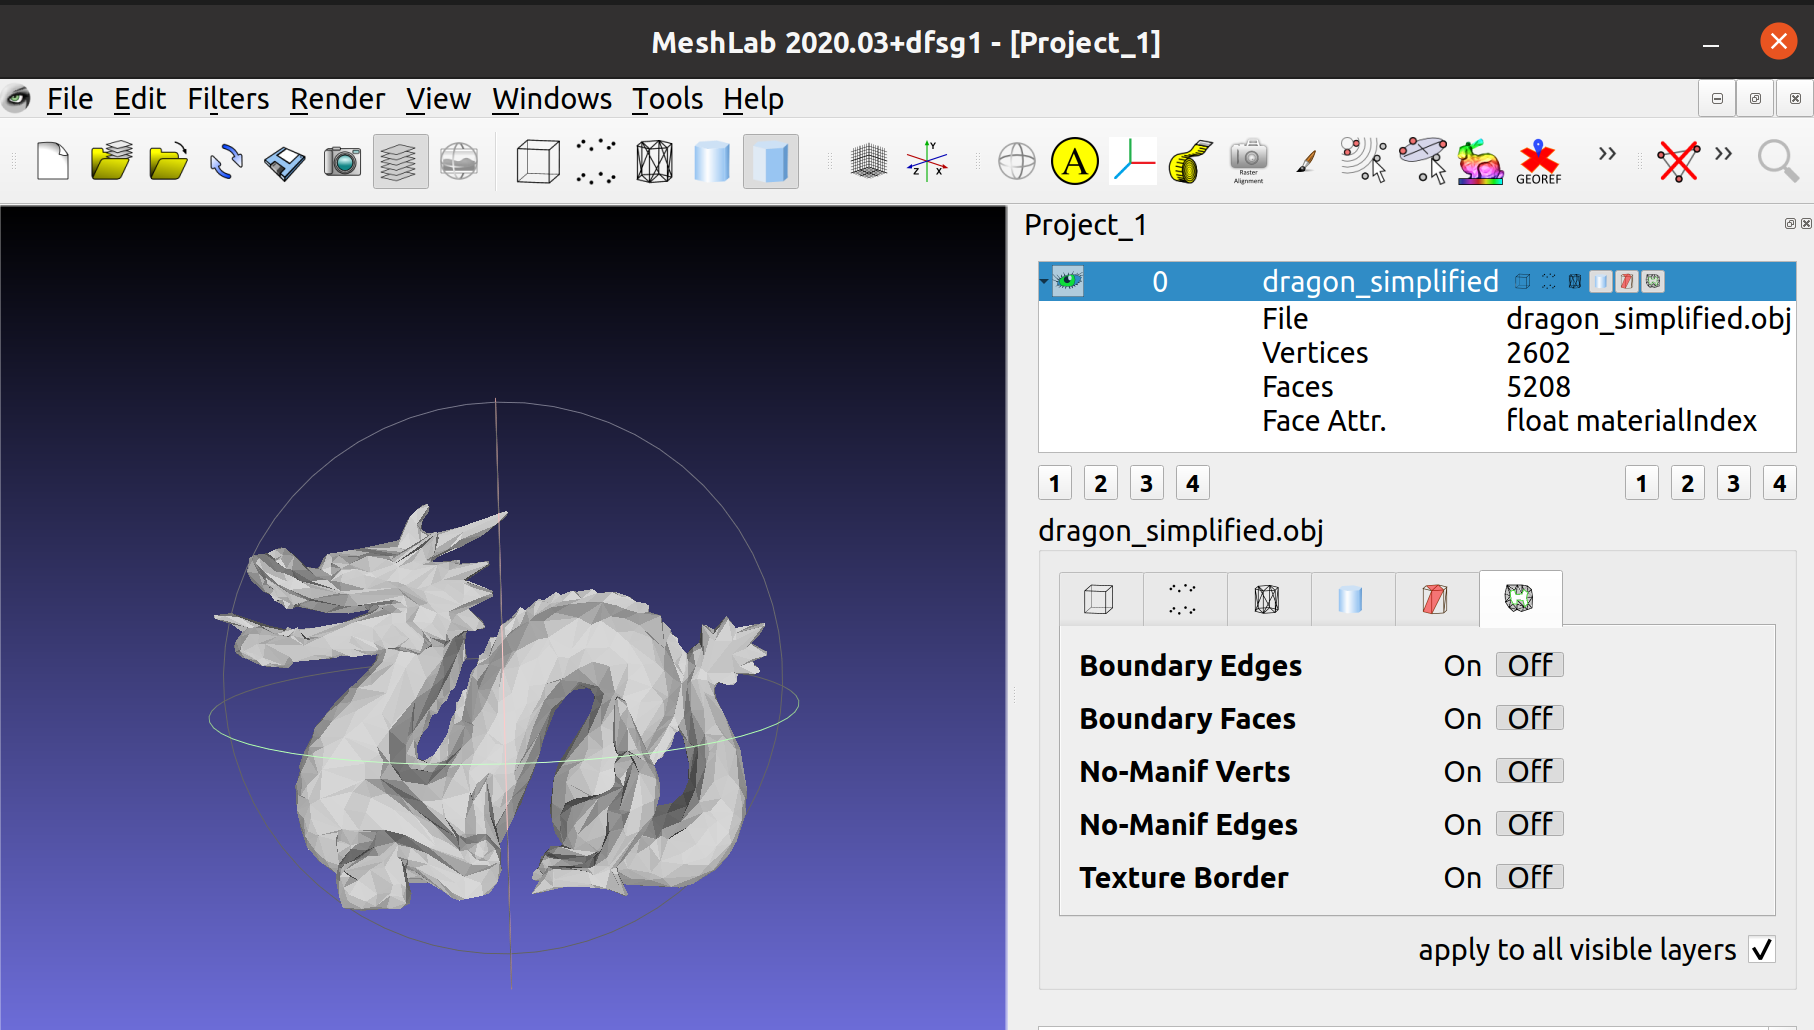 MeshLab 2020.03+dfsg1 - [Project_1]
File Edit Filters Render View Windows Tools Help
Y
Z X
A
Raster
Alignment
GEOREF
Project_1
0 dragon_simplified
File dragon_simplified.obj
Vertices 2602
Faces 5208
Face Attr. float materialIndex
1 2 3 4 1 2 3 4
dragon_simplified.obj
Boundary Edges On Off
Boundary Faces On Off
No-Manif Verts On Off
No-Manif Edges On Off
Texture Border On Off
apply to all visible layers